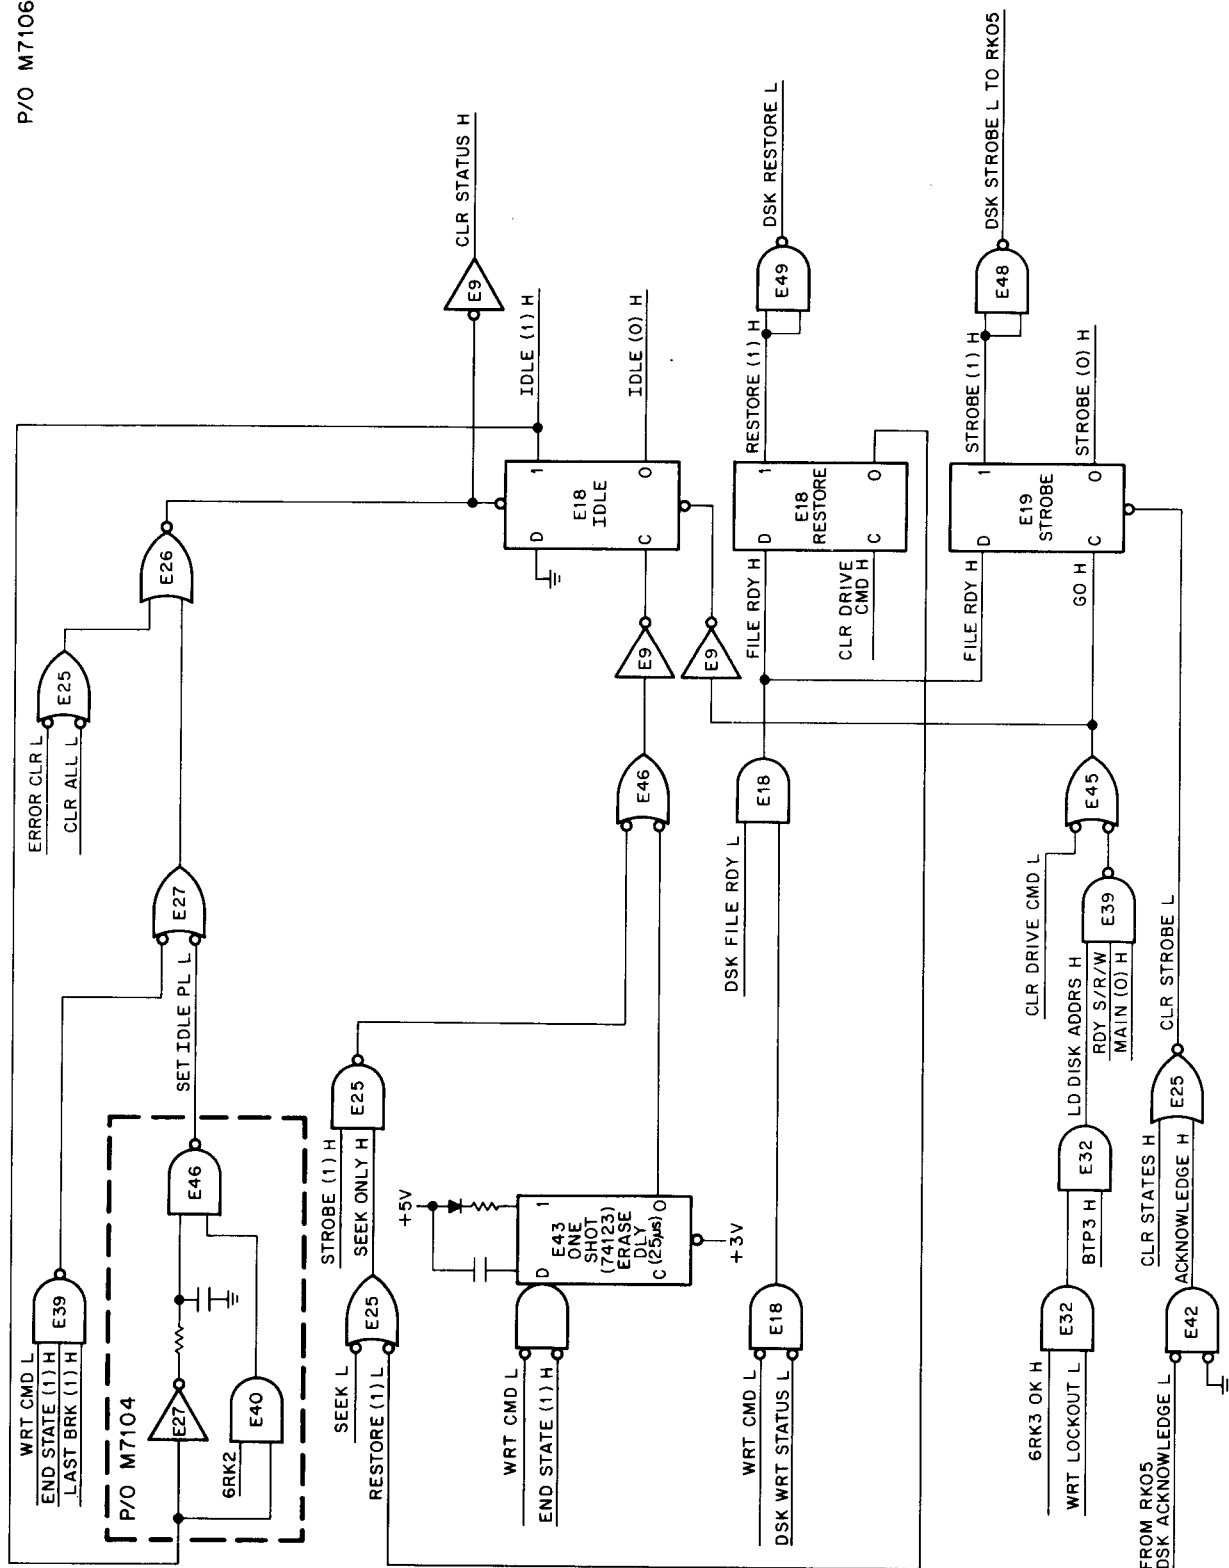 P/O M7106
WRT CMD L
END STATE (1) H
LAST BRK (1) H
E39
P/O M7104
E27
6RK2
E40
E46
SET IDLE PL L
E27
ERROR CLR L
CLR ALL L
E25
E26
E9
CLR STATUS H
SEEK L
RESTORE (1) L
E25
STROBE (1) H
SEEK ONLY H
E25
WRT CMD L
END STATE (1) H
+5V
D
1
E43
ONE
SHOT
(74123)
ERASE
DLY
(25µs)
C
0
+3V
E46
E9
E9
D
1
E18
IDLE
C
0
IDLE (1) H
IDLE (0) H
WRT CMD L
DSK WRT STATUS L
E18
DSK FILE RDY L
E18
FILE RDY H
CLR DRIVE
CMD H
D
1
E18
RESTORE
C
0
RESTORE (1) H
E49
DSK RESTORE L
6RK3 OK H
WRT LOCKOUT L
E32
BTP3 H
E32
LD DISK ADDRS H
RDY S/R/W
MAIN (0) H
E39
CLR DRIVE CMD L
E45
FILE RDY H
GO H
D
1
E19
STROBE
C
0
STROBE (1) H
STROBE (0) H
E48
DSK STROBE L TO RK05
FROM RK05
DSK ACKNOWLEDGE L
E42
CLR STATES H
ACKNOWLEDGE H
E25
CLR STROBE L